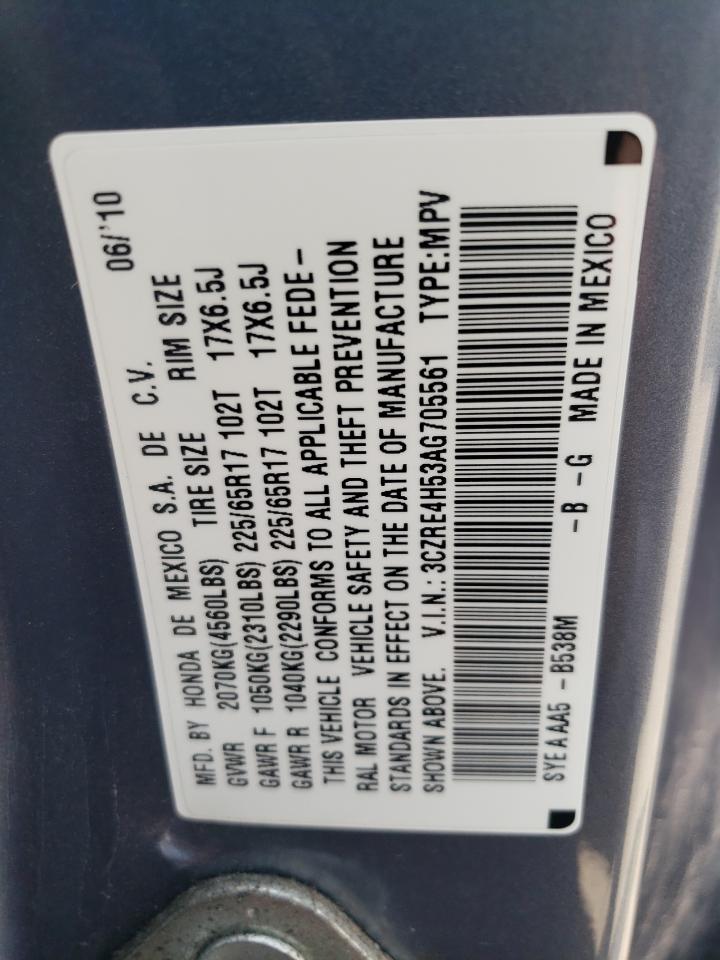 MFD. BY HONDA DE MEXICO S.A. DE C.V. 06/'10
GVWR 2070KG(4560LBS) TIRE SIZE RIM SIZE
GAWR F 1050KG(2310LBS) 225/65R17 102T 17X6.5J
GAWR R 1040KG(2290LBS) 225/65R17 102T 17X6.5J
THIS VEHICLE CONFORMS TO ALL APPLICABLE FEDE-
RAL MOTOR VEHICLE SAFETY AND THEFT PREVENTION
STANDARDS IN EFFECT ON THE DATE OF MANUFACTURE
SHOWN ABOVE. V.I.N.: 3CZRE4H53AG705561 TYPE:MPV
SYEAAA5 -B538M -B -G MADE IN MEXICO